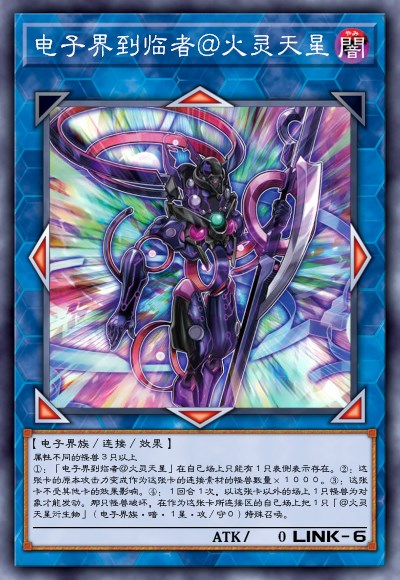 电子界到临者@火灵天星
闇
【电子界族／连接／效果】
属性不同的怪兽3只以上
①：「电子界到临者@火灵天星」在自己场上只能有1只表侧表示存在。②：这
张卡的原本攻击力变成作为这张卡的连接素材的怪兽数量×1000。③：这张
卡不受其他卡的效果影响。④：1回合1次，以这张卡以外的场上1只怪兽为对
象才能发动。那只怪兽破坏，在作为这张卡所连接区的自己场上把1只「@火灵
天星衍生物」（电子界族·暗·1星·攻／守0）特殊召唤。
ATK/ 0 LINK-6